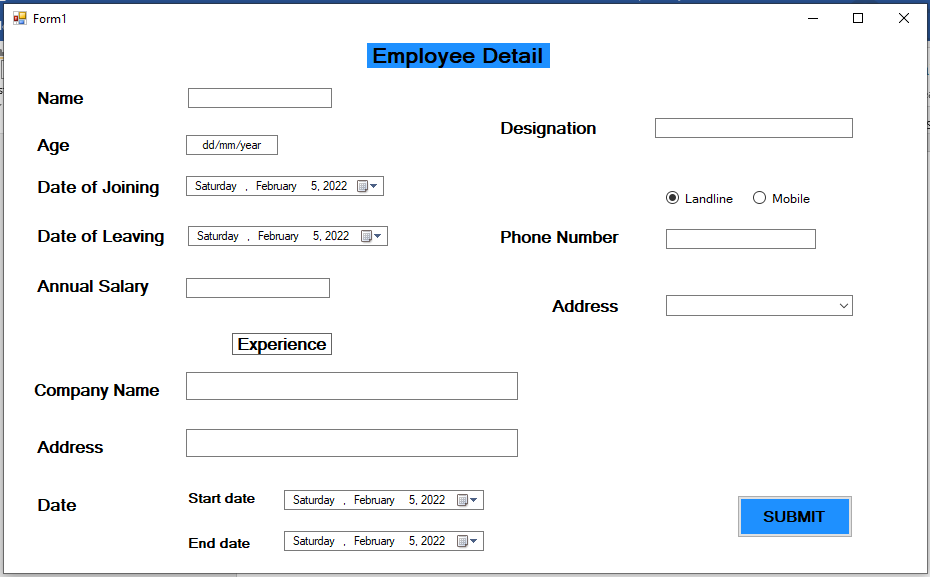 Form1
Employee Detail
Name
Designation
Age
dd/mm/year
Date of Joining
Saturday , February 5, 2022
Landline
Mobile
Date of Leaving
Saturday , February 5, 2022
Phone Number
Annual Salary
Address
Experience
Company Name
Address
Date
Start date
Saturday , February 5, 2022
SUBMIT
End date
Saturday , February 5, 2022